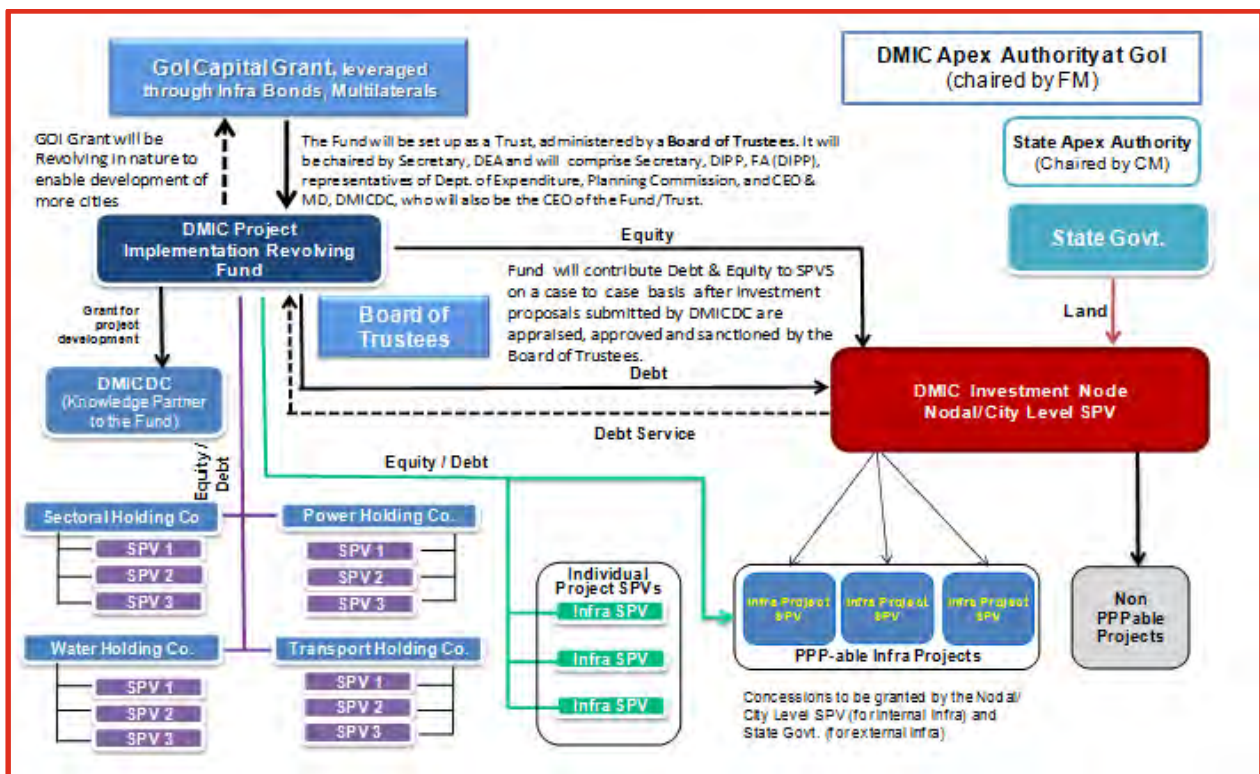 GoI Capital Grant, leveraged
through Infra Bonds, Multilaterals
DMIC Apex Authority at GoI
(chaired by FM)
GOI Grant will be
Revolving in nature to
enable development of
more cities
The Fund will be set up as a Trust, administered by a Board of Trustees. It will
be chaired by Secretary, DEA and will comprise Secretary, DIPP, FA (DIPP),
representatives of Dept. of Expenditure, Planning Commission, and CEO &
MD, DMICDC, who will also be the CEO of the Fund/Trust.
State Apex Authority
(Chaired by CM)
DMIC Project
Implementation Revolving
Fund
Equity
State Govt.
Fund will contribute Debt & Equity to SPVS
on a case to case basis after investment
proposals submitted by DMICDC are
appraised, approved and sanctioned by the
Board of Trustees.
Board of
Trustees
Land
Grant for
project
development
Debt
DMICDC
(Knowledge Partner
to the Fund)
DMIC Investment Node
Nodal/City Level SPV
Debt Service
Equity /
Debt
Equity / Debt
Sectoral Holding Co
SPV 1
SPV 2
SPV 3
Power Holding Co.
SPV 1
SPV 2
SPV 3
Water Holding Co.
SPV 1
SPV 2
SPV 3
Transport Holding Co.
SPV 1
SPV 2
SPV 3
Individual
Project SPVs
Infra SPV
Infra SPV
Infra SPV
Infra Project
SPV
Infra Project
SPV
Infra Project
SPV
PPP-able Infra Projects
Non
PPPable
Projects
Concessions to be granted by the Nodal/
City Level SPV (for internal infra) and
State Govt. (for external infra)